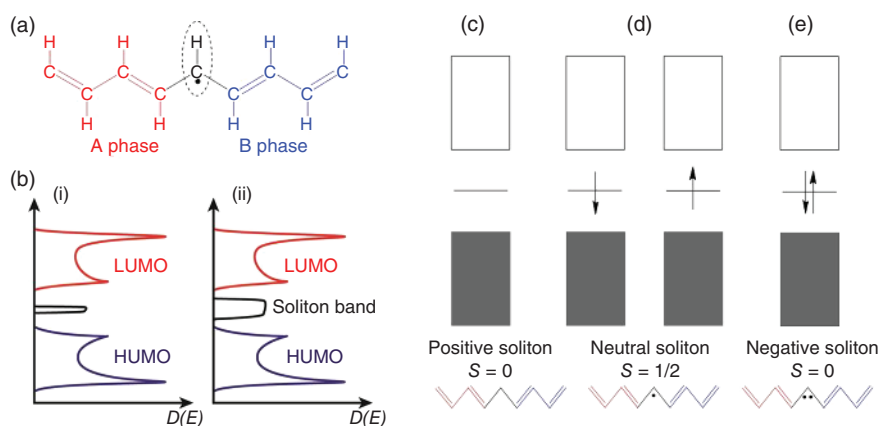 (a)
H H H H H
C C C C C C C C C
H H H H
A phase B phase
(b)
(i) (ii)
LUMO LUMO
Soliton band
HUMO HUMO
D(E) D(E)
(c) (d) (e)
Positive soliton Neutral soliton Negative soliton
S = 0 S = 1/2 S = 0